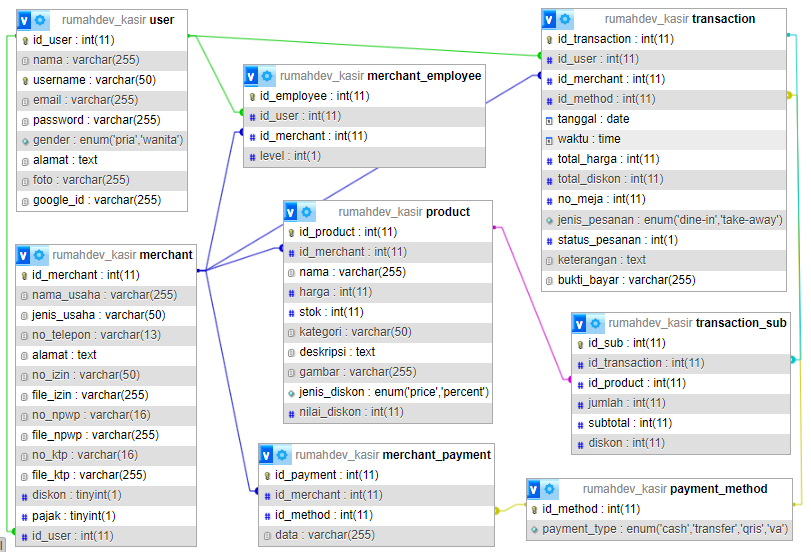 rumahdev_kasir user
id_user : int(11)
nama : varchar(255)
username : varchar(50)
email : varchar(255)
password : varchar(255)
gender : enum('pria','wanita')
alamat : text
foto : varchar(255)
google_id : varchar(255)
rumahdev_kasir merchant
id_merchant : int(11)
nama_usaha : varchar(255)
jenis_usaha : varchar(50)
no_telepon : varchar(13)
alamat : text
no_izin : varchar(50)
file_izin : varchar(255)
no_npwp : varchar(16)
file_npwp : varchar(255)
no_ktp : varchar(16)
file_ktp : varchar(255)
diskon : tinyint(1)
pajak : tinyint(1)
id_user : int(11)
rumahdev_kasir merchant_employee
id_employee : int(11)
id_user : int(11)
id_merchant : int(11)
level : int(1)
rumahdev_kasir product
id_product : int(11)
id_merchant : int(11)
nama : varchar(255)
harga : int(11)
stok : int(11)
kategori : varchar(50)
deskripsi : text
gambar : varchar(255)
jenis_diskon : enum('price','percent')
nilai_diskon : int(11)
rumahdev_kasir merchant_payment
id_payment : int(11)
id_merchant : int(11)
id_method : int(11)
data : varchar(255)
rumahdev_kasir transaction
id_transaction : int(11)
id_user : int(11)
id_merchant : int(11)
id_method : int(11)
tanggal : date
waktu : time
total_harga : int(11)
total_diskon : int(11)
no_meja : int(11)
jenis_pesanan : enum('dine-in','take-away')
status_pesanan : int(1)
keterangan : text
bukti_bayar : varchar(255)
rumahdev_kasir transaction_sub
id_sub : int(11)
id_transaction : int(11)
id_product : int(11)
jumlah : int(11)
subtotal : int(11)
diskon : int(11)
rumahdev_kasir payment_method
id_method : int(11)
payment_type : enum('cash','transfer','qris','va')